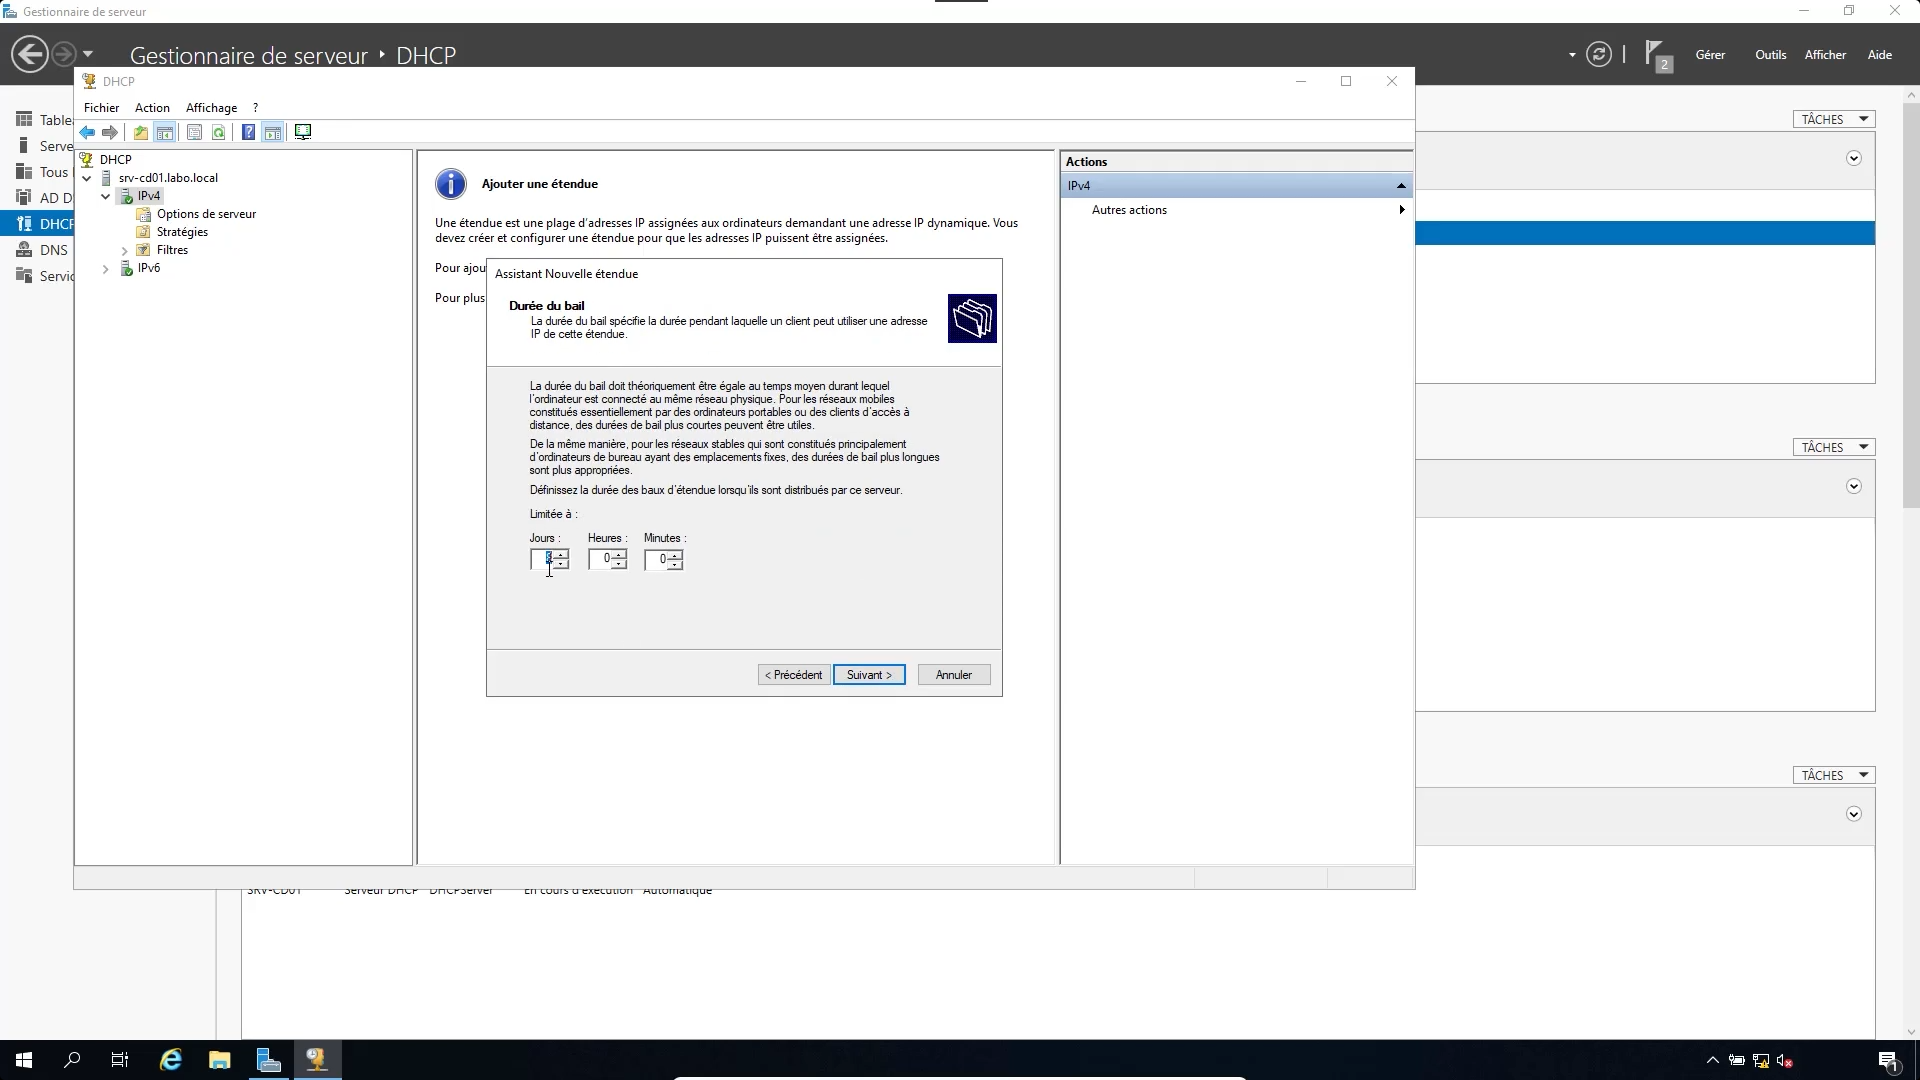 Gestionnaire de serveur
Gestionnaire de serveur ‣ DHCP
2
Gérer
Outils
Afficher
Aide
DHCP
Fichier
Action
Affichage
?
Table
Serve
Tous
AD D
DHCP
DNS
Servic
DHCP
srv-cd01.labo.local
IPv4
Options de serveur
Stratégies
Filtres
IPv6
Ajouter une étendue
Une étendue est une plage d'adresses IP assignées aux ordinateurs demandant une adresse IP dynamique. Vous
devez créer et configurer une étendue pour que les adresses IP puissent être assignées.
Pour ajou
Pour plus
Assistant Nouvelle étendue
Durée du bail
La durée du bail spécifie la durée pendant laquelle un client peut utiliser une adresse
IP de cette étendue.
La durée du bail doit théoriquement être égale au temps moyen durant lequel
l'ordinateur est connecté au même réseau physique. Pour les réseaux mobiles
constitués essentiellement par des ordinateurs portables ou des clients d'accès à
distance, des durées de bail plus courtes peuvent être utiles.
De la même manière, pour les réseaux stables qui sont constitués principalement
d'ordinateurs de bureau ayant des emplacements fixes, des durées de bail plus longues
sont plus appropriées.
Définissez la durée des baux d'étendue lorsqu'ils sont distribués par ce serveur.
Limitée à :
Jours :
Heures :
Minutes :
0
0
< Précédent
Suivant >
Annuler
Actions
IPv4
Autres actions
TÂCHES
TÂCHES
TÂCHES
SRV-CD01
Serveur DHCP
DHCPServer
En cours d'exécution
Automatique
1